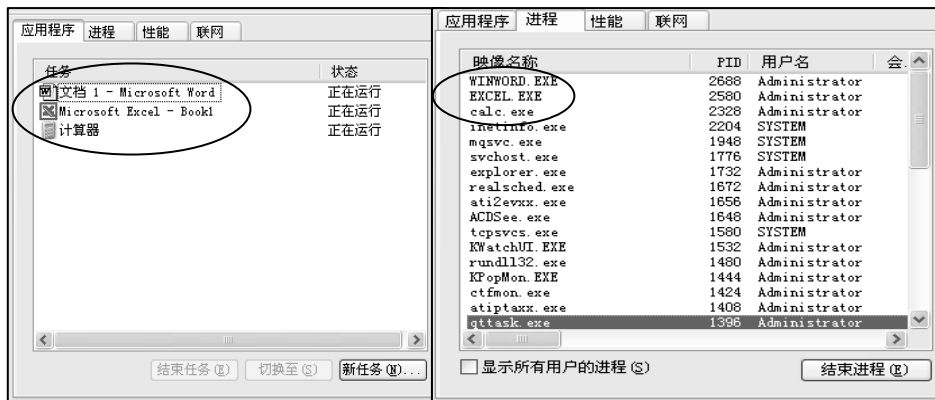 应用程序 进程 性能 联网
任务 状态
文档 1 - Microsoft Word 正在运行
Microsoft Excel - Book1 正在运行
计算器 正在运行
结束任务(E) 切换至(S) 新任务(N)...
应用程序 进程 性能 联网
映像名称 PID 用户名 会.
WINWORD.EXE 2688 Administrator
EXCEL.EXE 2580 Administrator
calc.exe 2328 Administrator
inetinfo.exe 2204 SYSTEM
mqsvc.exe 1948 SYSTEM
svchost.exe 1776 SYSTEM
explorer.exe 1732 Administrator
realsched.exe 1672 Administrator
ati2evxx.exe 1656 Administrator
ACDSee.exe 1648 Administrator
tcpsvcs.exe 1580 SYSTEM
KWatchUI.EXE 1532 Administrator
rundll32.exe 1480 Administrator
KPopMon.EXE 1444 Administrator
ctfmon.exe 1424 Administrator
atiptaxx.exe 1408 Administrator
qttask.exe 1396 Administrator
显示所有用户的进程(S) 结束进程(E)